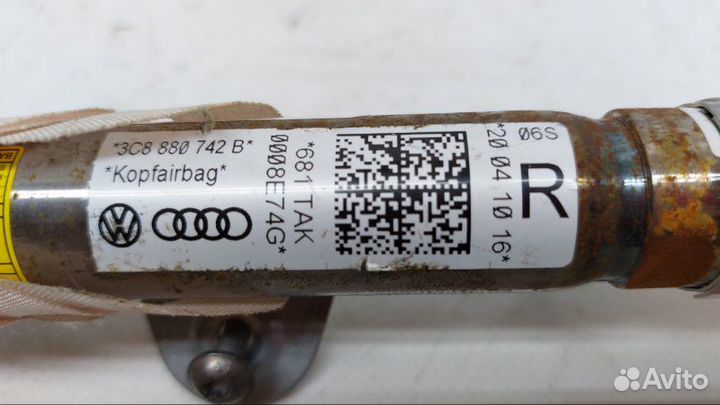 *3C8 880 742 B*
*Kopfairbag*
*681 TAK
0008E74G*
*20 04 10 16*
06S
R
Avito